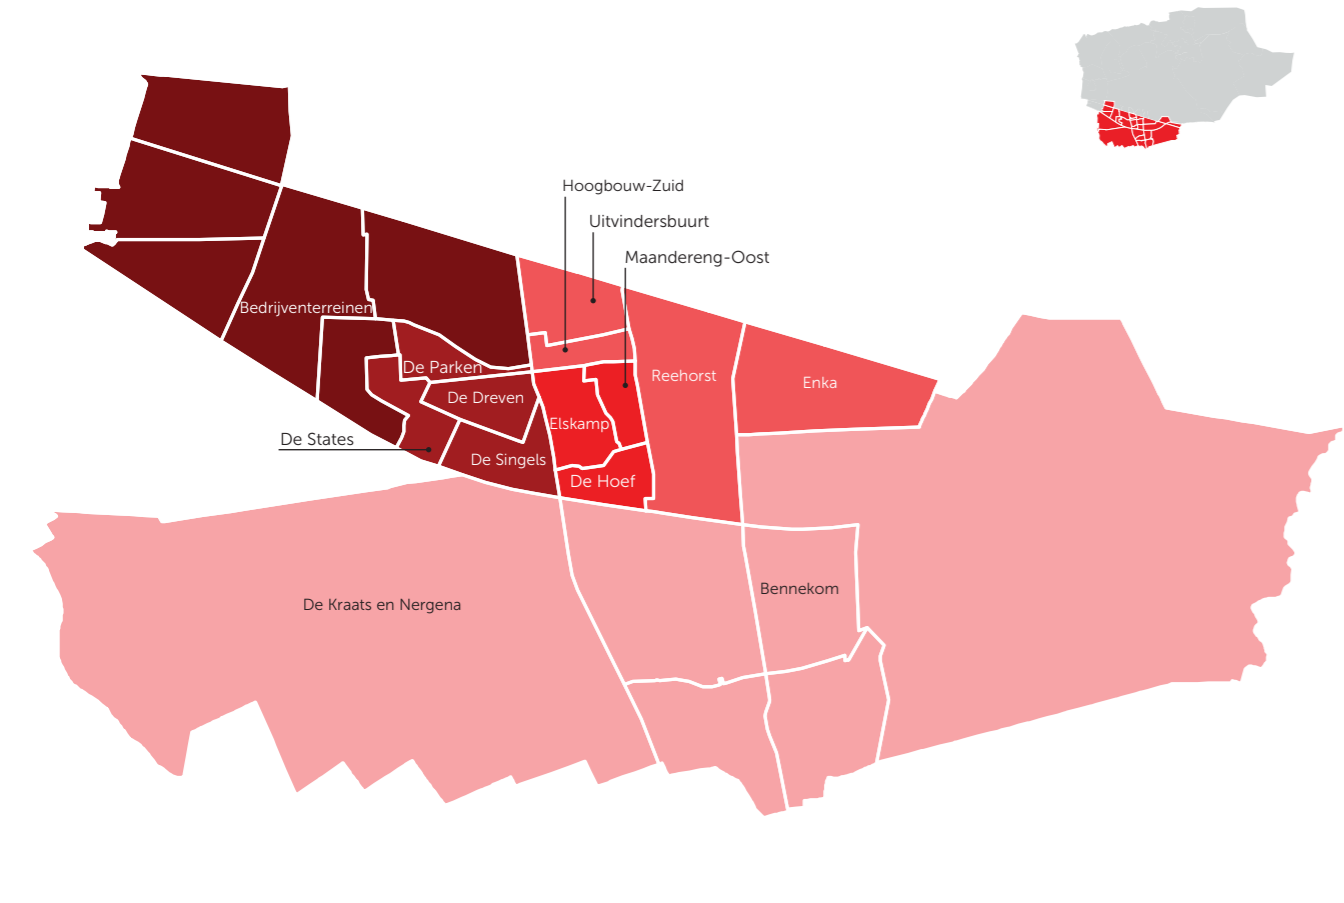 Hoogbouw-Zuid
Uitvindersbuurt
Maandereng-Oost
Bedrijventerreinen
De Parken
Reehorst
Enka
De Dreven
Elskamp
De States
De Singels
De Hoef
Bennekom
De Kraats en Nergena